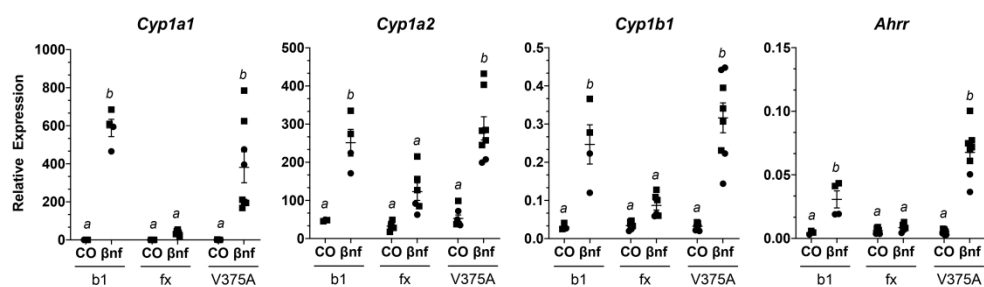 Cyp1a1
Relative Expression
1000
800
600
400
200
0
a
b
a
a
a
b
CO βnf CO βnf CO βnf
b1 fx V375A
Cyp1a2
500
400
300
200
100
0
a
b
a
a
a
b
CO βnf CO βnf CO βnf
b1 fx V375A
Cyp1b1
0.5
0.4
0.3
0.2
0.1
0.0
a
b
a
a
a
b
CO βnf CO βnf CO βnf
b1 fx V375A
Ahrr
0.15
0.10
0.05
0.00
a
b
a
a
a
b
CO βnf CO βnf CO βnf
b1 fx V375A